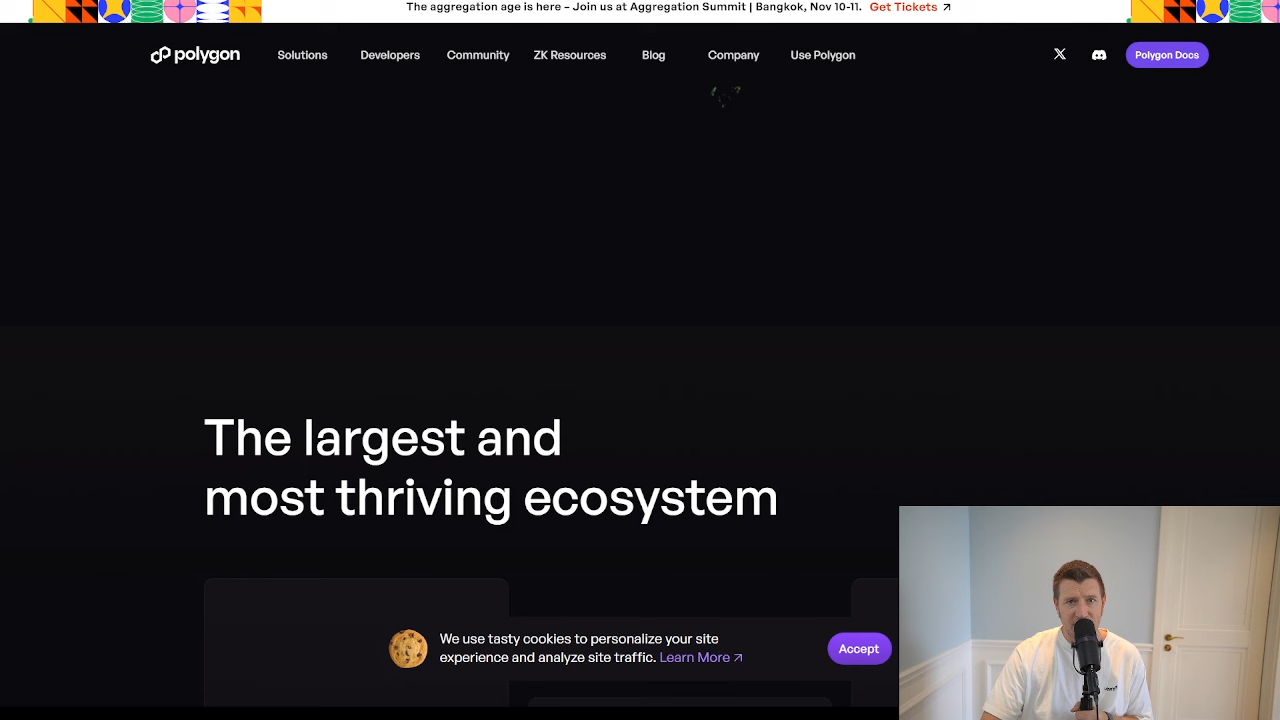 The aggregation age is here – Join us at Aggregation Summit | Bangkok, Nov 10-11. Get Tickets ↗
polygon Solutions Developers Community ZK Resources Blog Company Use Polygon Polygon Docs
The largest and
most thriving ecosystem
We use tasty cookies to personalize your site
experience and analyze site traffic. Learn More ↗
Accept